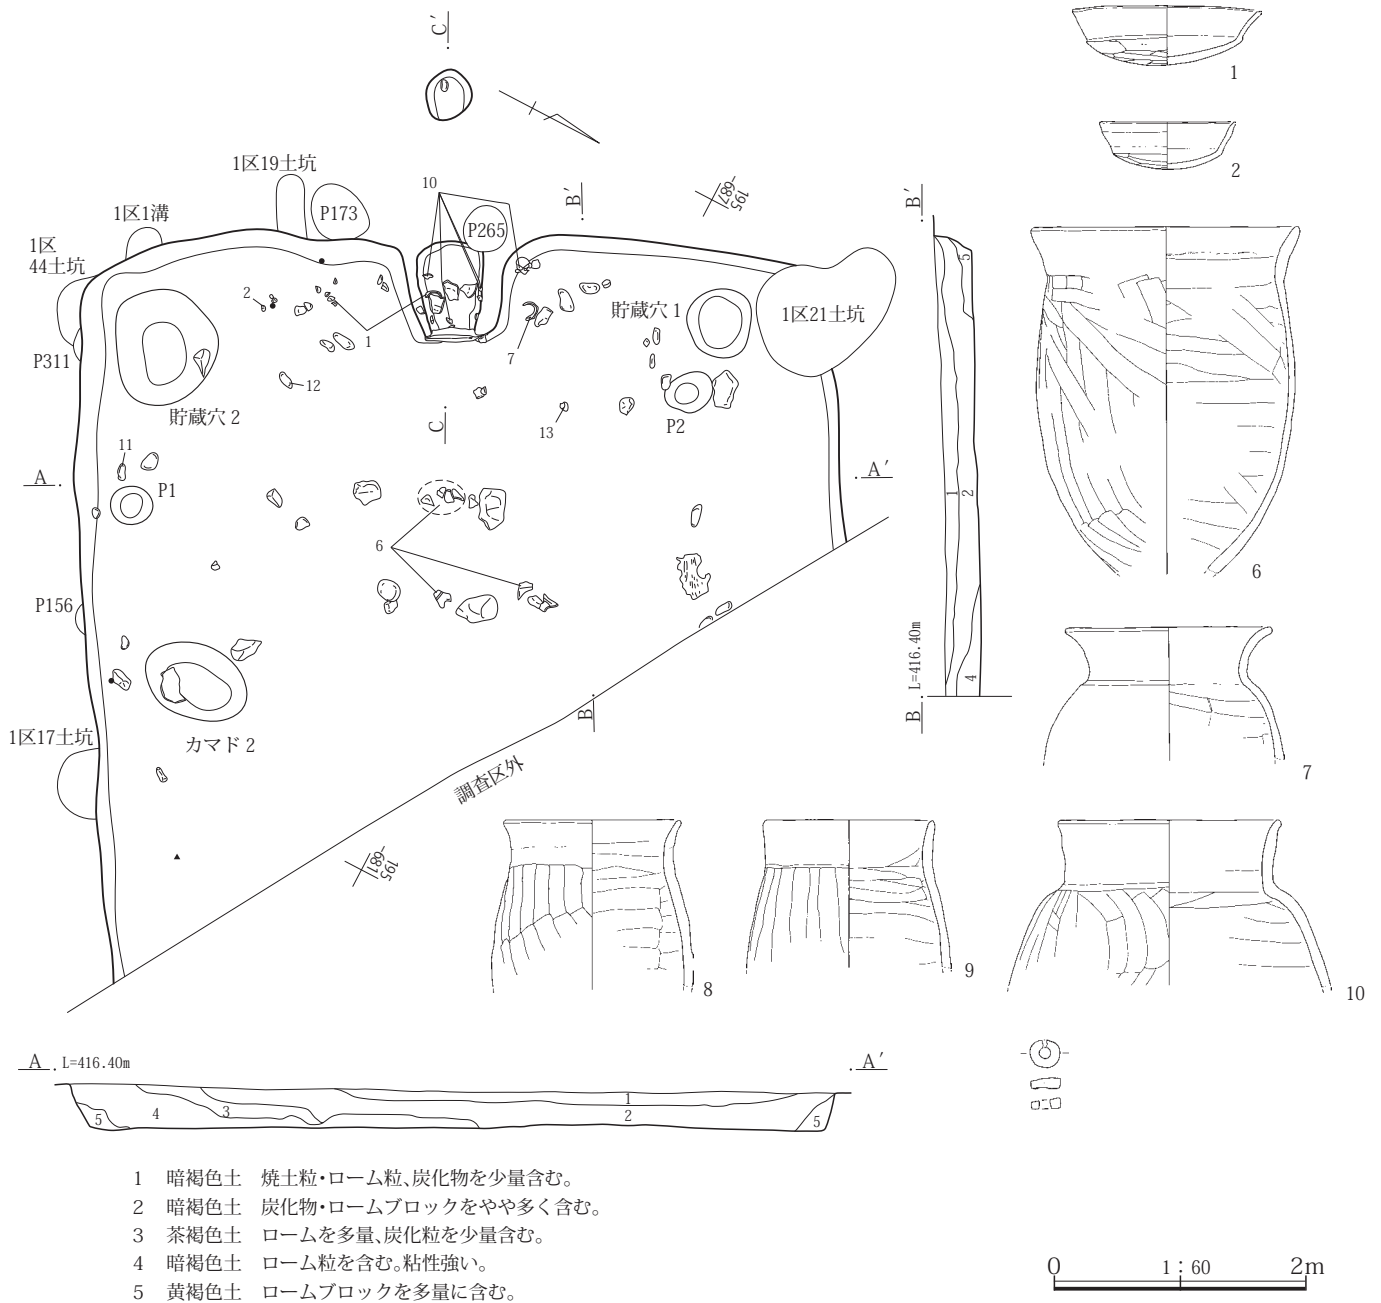 C′
1区19土坑
P173
1区1溝
1区
44土坑
P311
10
P265
B′
195
-687
B′
1
2
貯蔵穴 1
1区21土坑
5
2
1
7
12
貯蔵穴 2
13
P2
C
11
A
P1
A′
6
1
2
6
P156
L=416.40m
4
1区17土坑
カマド 2
B
B
調査区外
7
195
-681
8
9
10
A
L=416.40m
A′
5
4
3
1
2
5
1 暗褐色土 焼土粒・ローム粒、炭化物を少量含む。
2 暗褐色土 炭化物・ロームブロックをやや多く含む。
3 茶褐色土 ロームを多量、炭化粒を少量含む。
4 暗褐色土 ローム粒を含む。粘性強い。
5 黄褐色土 ロームブロックを多量に含む。
0 1:60 2m